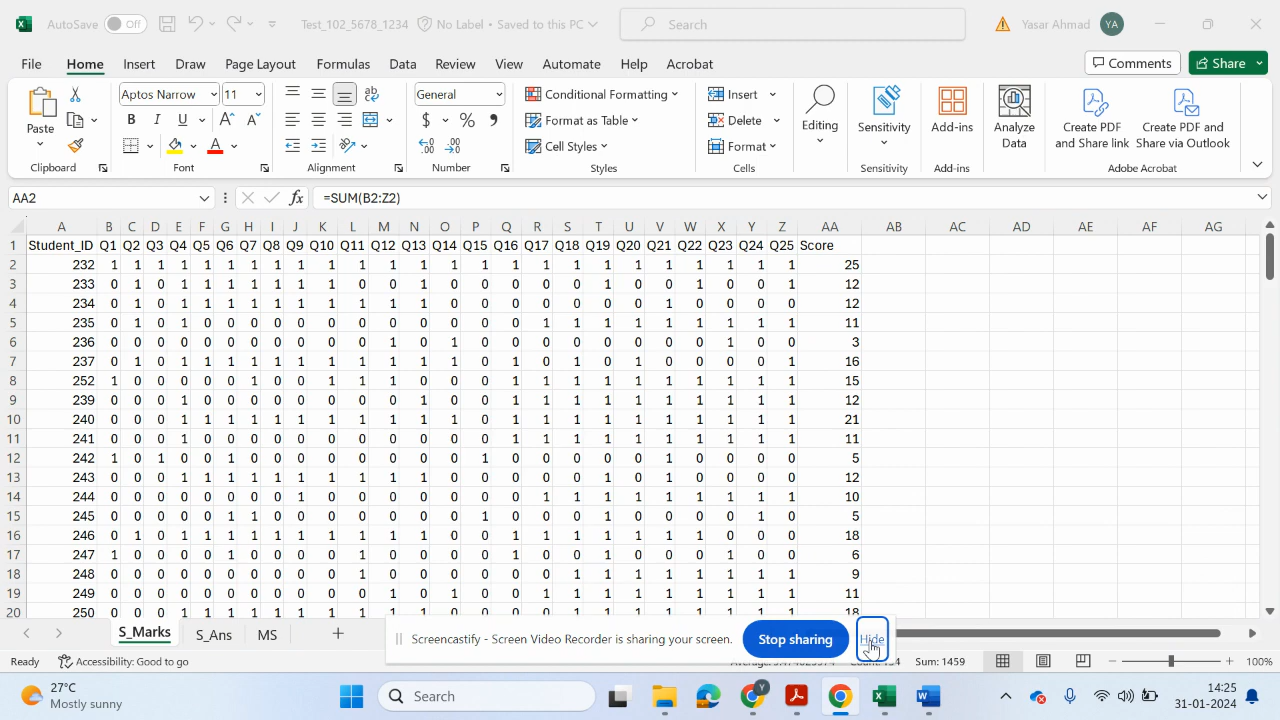 AutoSave Off Test_102_5678_1234 No Label • Saved to this PC Search Yasar Ahmad YA
File Home Insert Draw Page Layout Formulas Data Review View Automate Help Acrobat Comments Share
Paste Aptos Narrow 11 General Conditional Formatting Format as Table Cell Styles Insert Delete Format Editing Sensitivity Add-ins Analyze Data Create PDF and Share link Create PDF and Share via Outlook
Clipboard Font Alignment Number Styles Cells Sensitivity Add-ins Adobe Acrobat
AA2 fx =SUM(B2:Z2)
A B C D E F G H I J K L M N O P Q R S T U V W X Y Z AA AB AC AD AE AF AG
1 Student_ID Q1 Q2 Q3 Q4 Q5 Q6 Q7 Q8 Q9 Q10 Q11 Q12 Q13 Q14 Q15 Q16 Q17 Q18 Q19 Q20 Q21 Q22 Q23 Q24 Q25 Score
2 232 1 1 1 1 1 1 1 1 1 1 1 1 1 1 1 1 1 1 1 1 1 1 1 1 1 25
3 233 0 1 0 1 1 1 1 1 1 1 0 0 1 0 0 0 0 0 1 0 0 1 0 0 1 12
4 234 0 1 0 1 1 1 1 1 1 1 1 1 1 0 0 0 0 0 0 0 1 0 0 0 0 12
5 235 0 1 0 1 0 0 0 0 0 0 0 0 0 0 0 0 1 1 1 1 1 1 1 1 1 11
6 236 0 0 0 0 0 0 0 0 0 0 0 1 0 1 0 0 0 0 0 0 0 0 1 0 0 3
7 237 0 1 0 1 1 1 1 1 1 1 1 1 1 1 0 1 0 1 0 1 0 0 0 0 1 16
8 252 1 0 0 0 0 0 1 0 0 1 1 1 0 0 0 1 1 1 1 1 1 1 1 1 1 15
9 239 0 0 0 1 0 0 0 0 0 0 0 0 1 0 0 1 1 1 1 1 1 1 1 1 1 12
10 240 0 0 0 1 1 1 1 1 1 1 1 1 1 1 0 1 1 1 1 1 1 1 1 1 1 21
11 241 0 0 0 1 0 0 0 0 0 0 0 0 0 0 0 1 1 1 1 1 1 1 1 1 1 11
12 242 1 0 1 0 0 1 0 0 0 0 0 0 0 0 1 0 0 0 0 0 1 0 0 0 0 5
13 243 0 0 0 1 1 1 1 1 1 1 1 1 1 0 0 0 0 0 1 0 1 0 0 0 0 12
14 244 0 0 0 0 0 0 0 0 1 0 0 0 0 0 0 0 1 1 1 1 1 1 1 1 1 10
15 245 0 0 0 0 0 1 1 0 0 0 0 0 0 0 1 0 0 0 1 0 0 0 0 1 0 5
16 246 0 1 0 1 1 1 1 1 1 1 1 1 1 0 0 1 1 1 1 1 1 1 0 0 0 18
17 247 1 0 0 0 0 1 0 0 0 0 1 0 0 0 0 1 0 0 1 0 0 0 1 0 0 6
18 248 0 0 0 0 0 0 0 0 0 0 1 0 0 0 0 0 0 1 1 1 1 1 1 1 1 9
19 249 0 0 0 0 0 0 0 0 0 0 0 1 0 1 0 0 1 1 1 1 1 1 1 1 1 11
20 250 0 0 0 1 1 1 1 1 1 1 1 1 1 0 0 0 0 1 1 1 1 1 1 1 1 18
S_Marks S_Ans MS Screencastify - Screen Video Recorder is sharing your screen. Stop sharing Hide
Ready Accessibility: Good to go Sum: 1459 100%
27°C
Mostly sunny
Search
14:25
31-01-2024